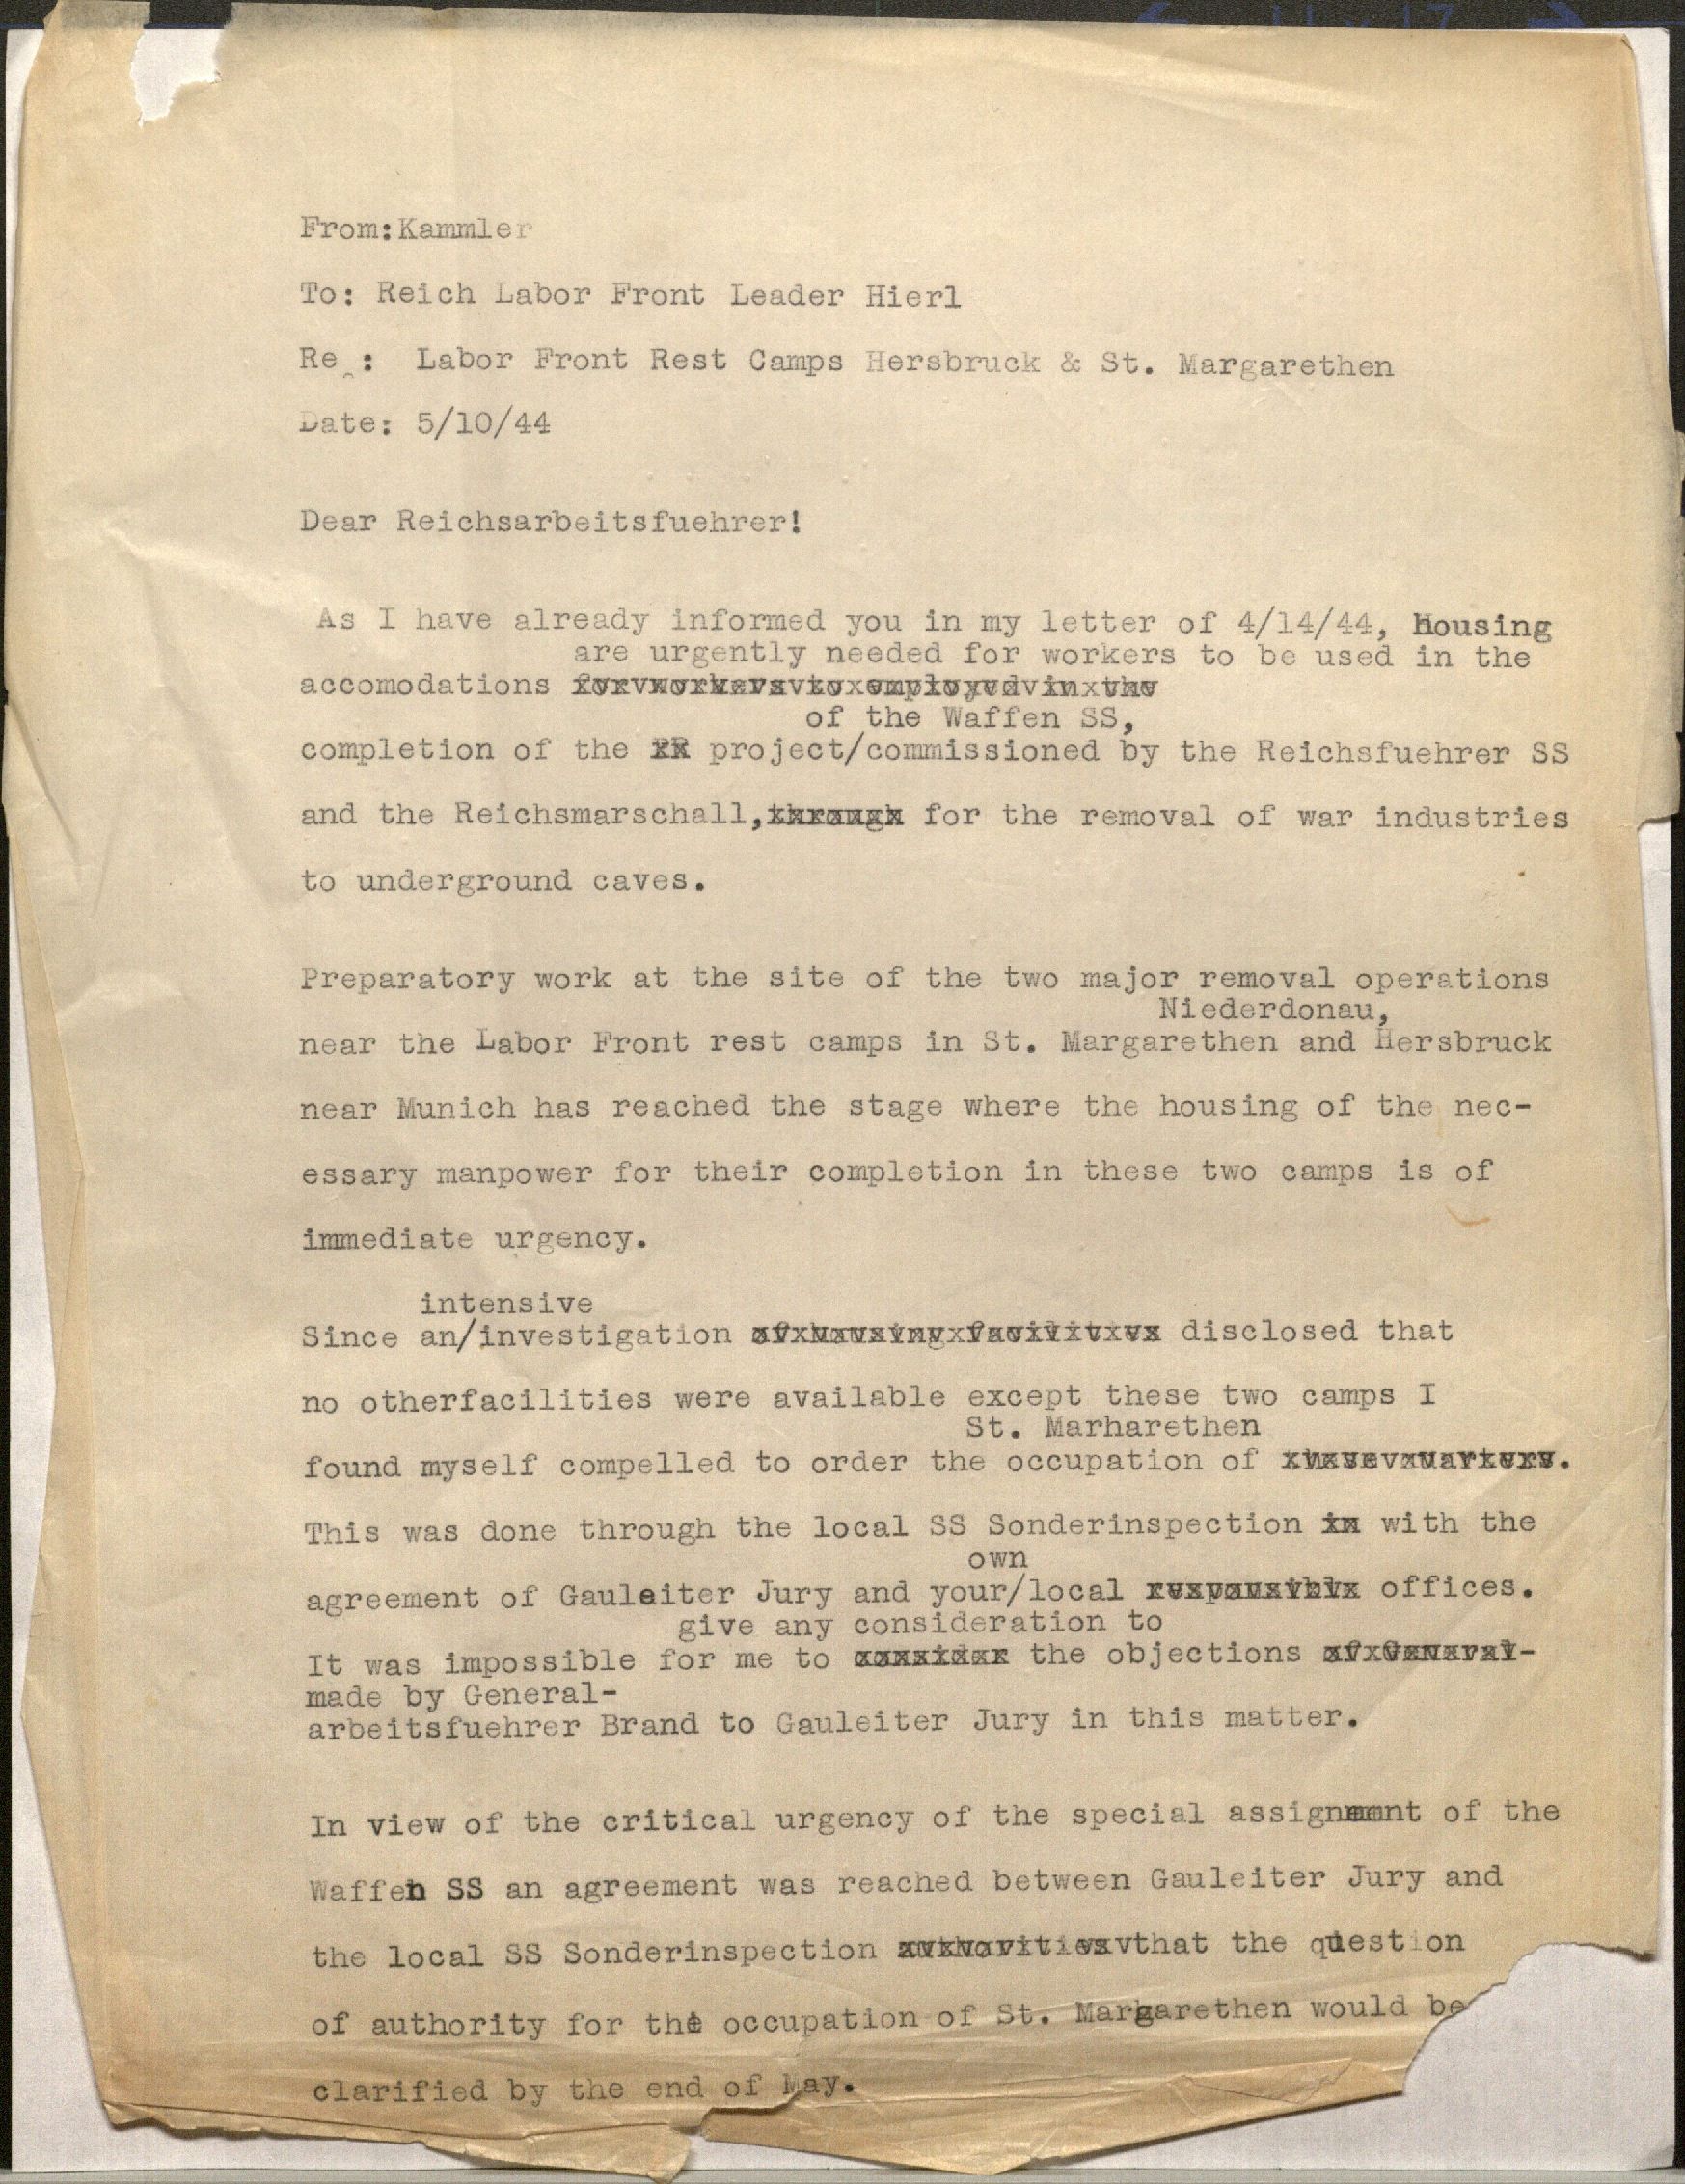 From:Kammler
To: Reich Labor Front Leader Hierl
Re : Labor Front Rest Camps Hersbruck & St. Margarethen
Date: 5/10/44
Dear Reichsarbeitsfuehrer!
As I have already informed you in my letter of 4/14/44, Housing
are urgently needed for workers to be used in the
accomodations
of the Waffen SS,
completion of the project/commissioned by the Reichsfuehrer SS
and the Reichsmarschall, through for the removal of war industries
to underground caves.
Preparatory work at the site of the two major removal operations
Niederdonau,
near the Labor Front rest camps in St. Margarethen and Hersbruck
near Munich has reached the stage where the housing of the nec-
essary manpower for their completion in these two camps is of
immediate urgency.
intensive
Since an/investigation disclosed that
no otherfacilities were available except these two camps I
St. Marharethen
found myself compelled to order the occupation of .
This was done through the local SS Sonderinspection in with the
own
agreement of Gauleiter Jury and your/local offices.
give any consideration to
It was impossible for me to consider the objections
made by General-
arbeitsfuehrer Brand to Gauleiter Jury in this matter.
In view of the critical urgency of the special assignment of the
Waffen SS an agreement was reached between Gauleiter Jury and
the local SS Sonderinspection that the question
of authority for the occupation of St. Margarethen would be
clarified by the end of May.